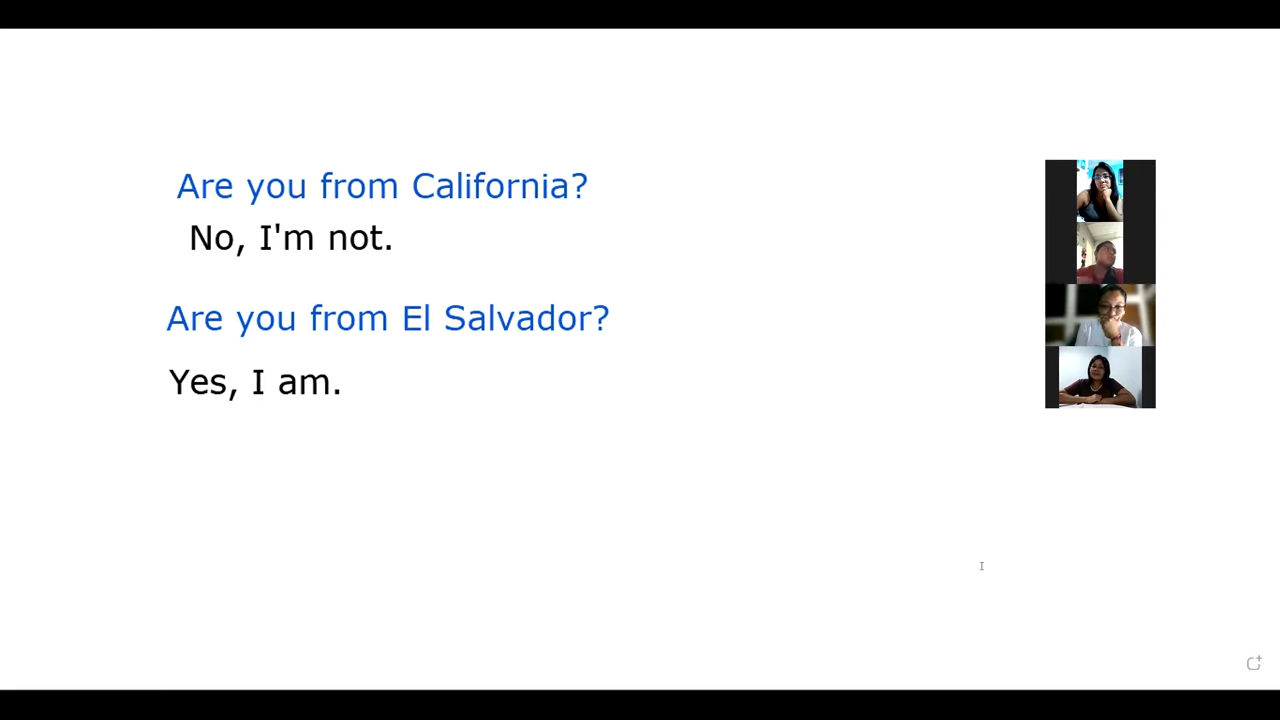 Are you from California?
No, I'm not.
Are you from El Salvador?
Yes, I am.